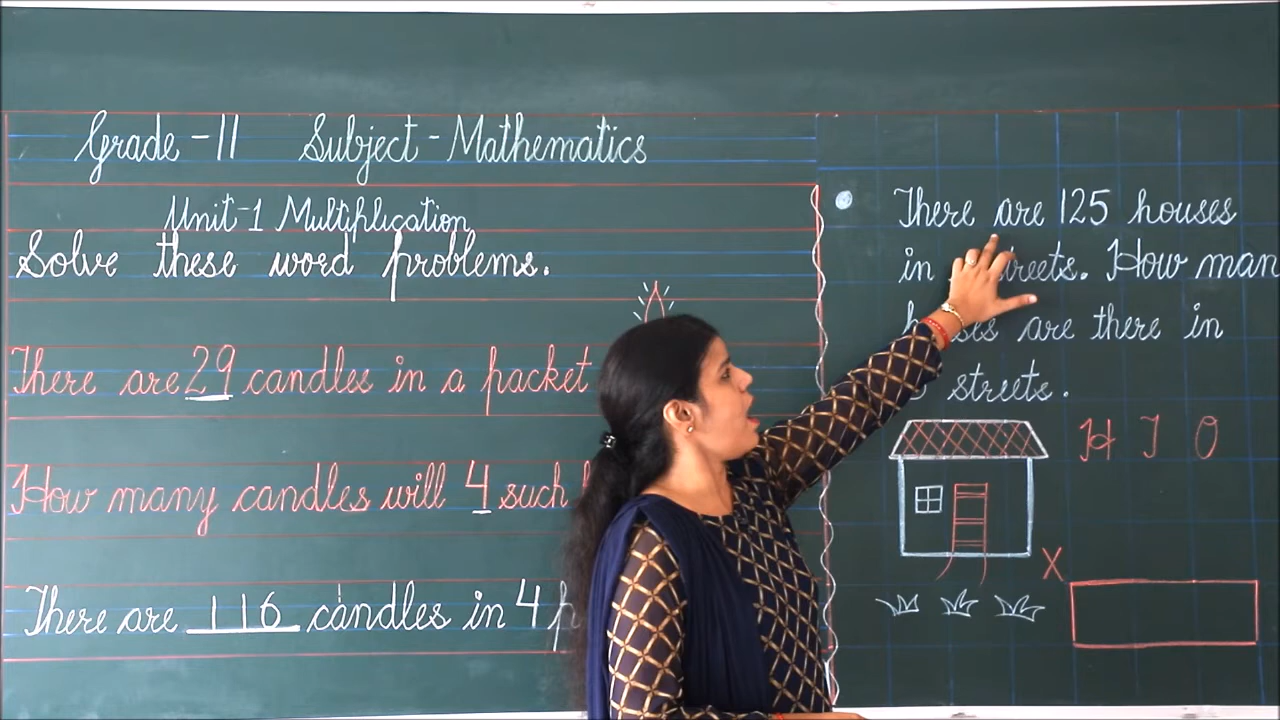 Grade - II Subject - Mathematics
Unit-1 Multiplication
Solve these word problems.
There are 29 candles in a packet
How many candles will 4 such
There are 116 candles in 4
There are 125 houses
in streets. How man
are there in
streets.
H T O
X